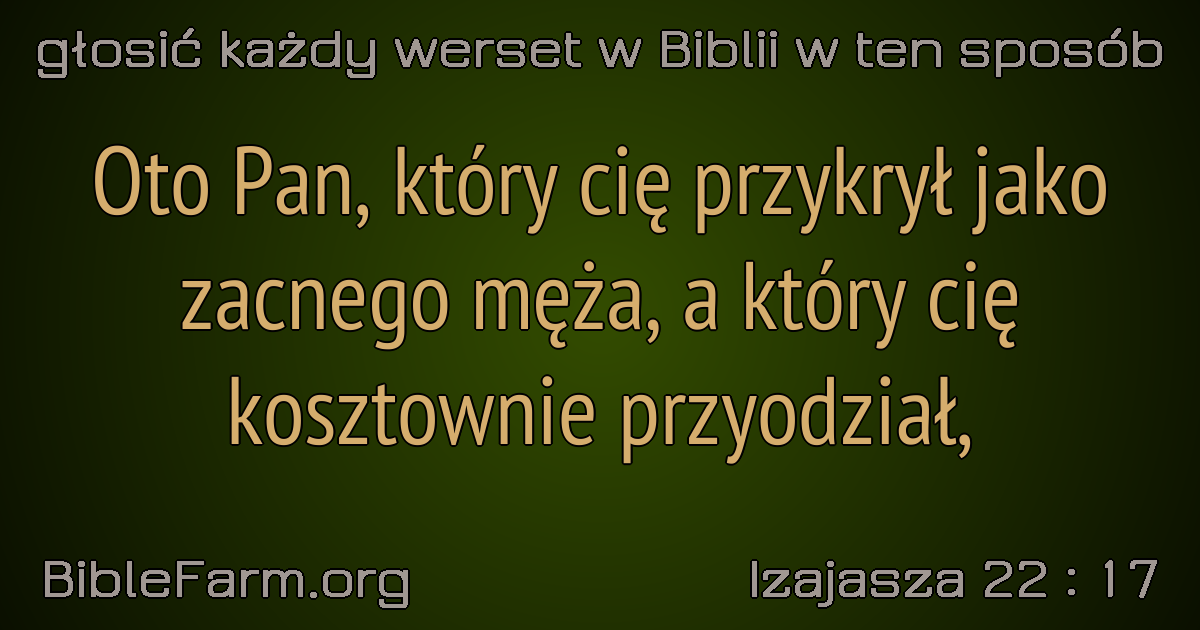 głosić każdy werset w Biblii w ten sposób
Oto Pan, który cię przykrył jako
zacnego męża, a który cię
kosztownie przyodział,
BibleFarm.org
Izajasza 22 : 17